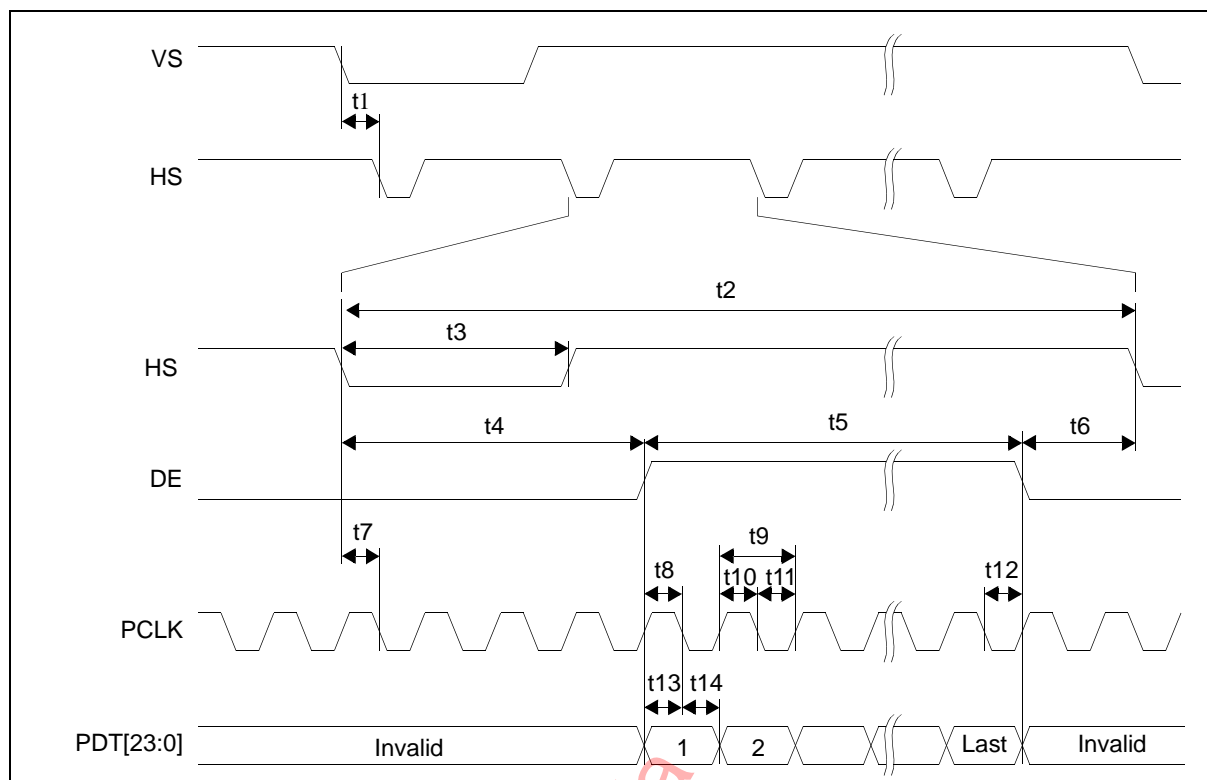 VS
t1
HS
t2
t3
HS
t4 t5 t6
DE
t7
t8 t9
t10 t11 t12
PCLK
t13 t14
PDT[23:0] Invalid 1 2 Last Invalid